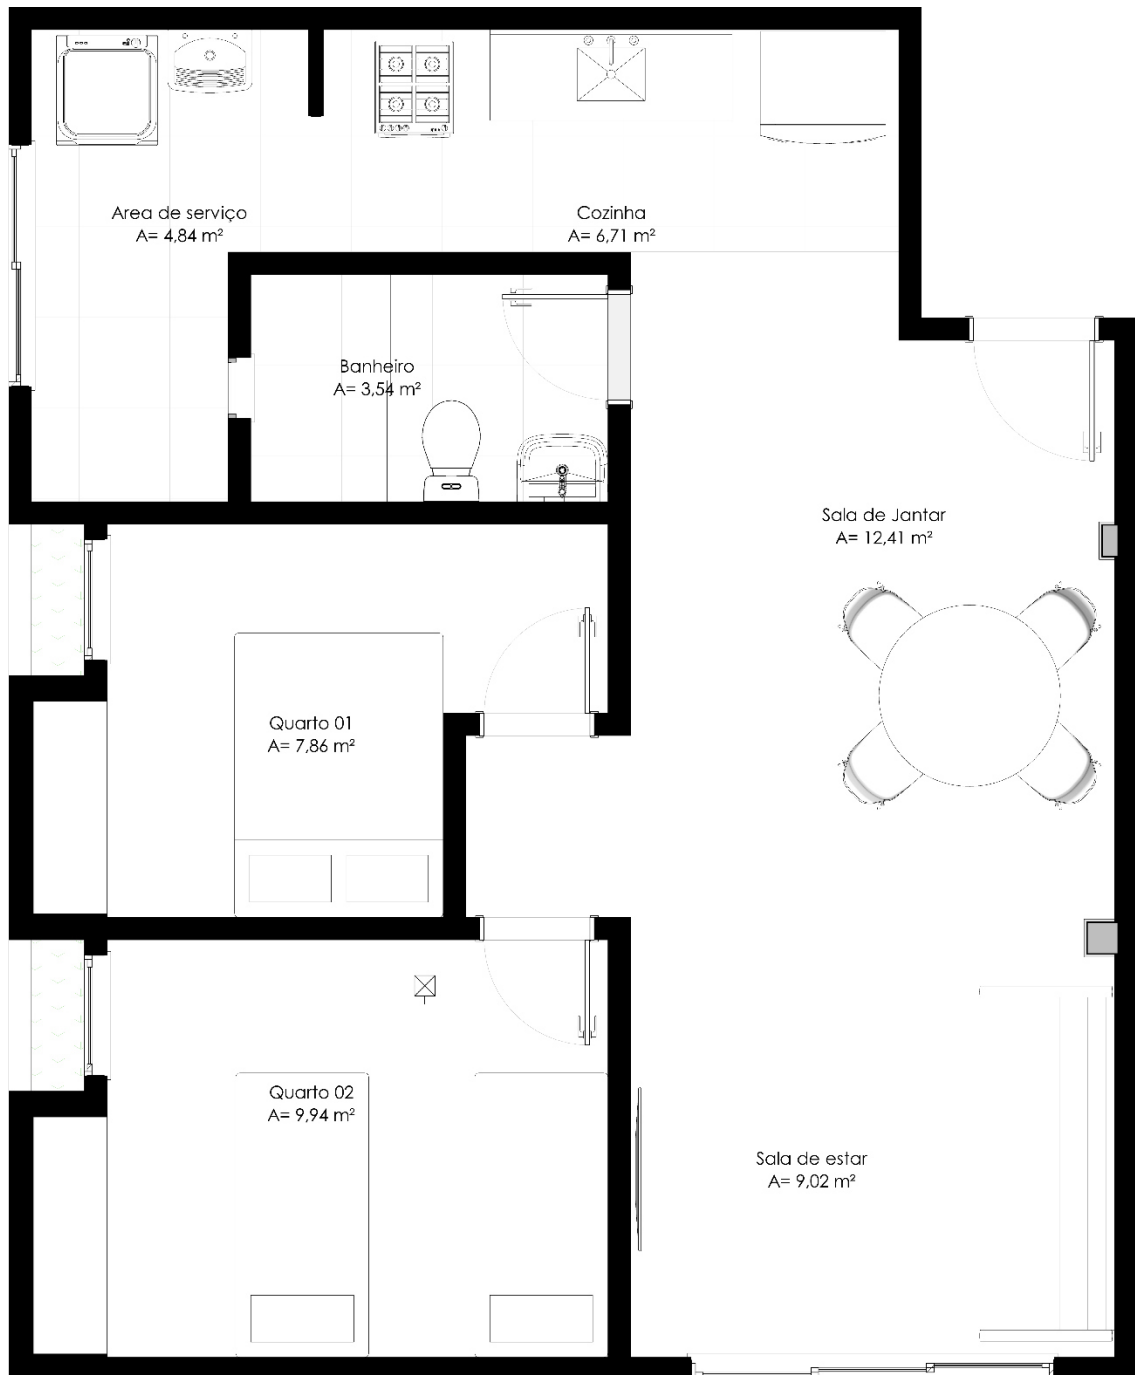 Area de serviço
A= 4,84 m²
Cozinha
A= 6,71 m²
Banheiro
A= 3,54 m²
Sala de Jantar
A= 12,41 m²
Quarto 01
A= 7,86 m²
Quarto 02
A= 9,94 m²
Sala de estar
A= 9,02 m²